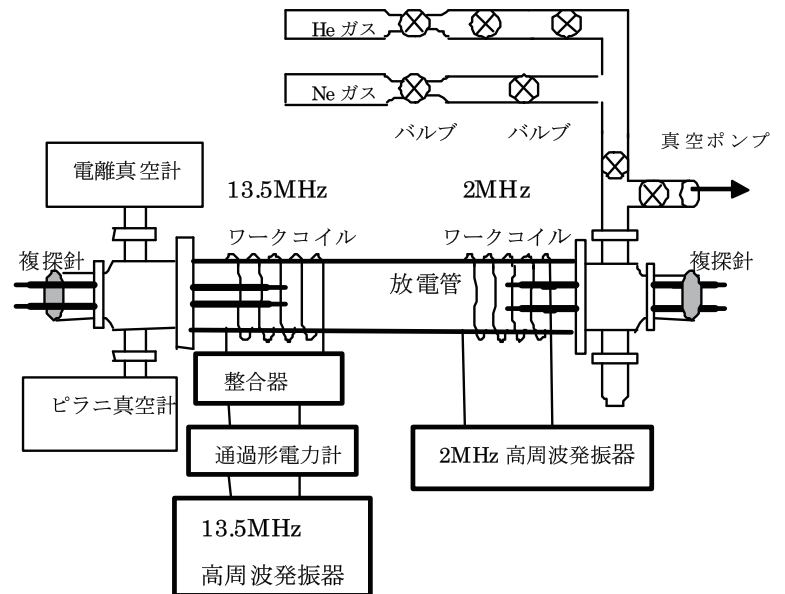 He ガス
Ne ガス
バルブ
バルブ
真空ポンプ
電離真空計
13.5MHz
2MHz
ワークコイル
ワークコイル
複探針
放電管
複探針
整合器
ピラニ真空計
通過形電力計
2MHz 高周波発振器
13.5MHz
高周波発振器